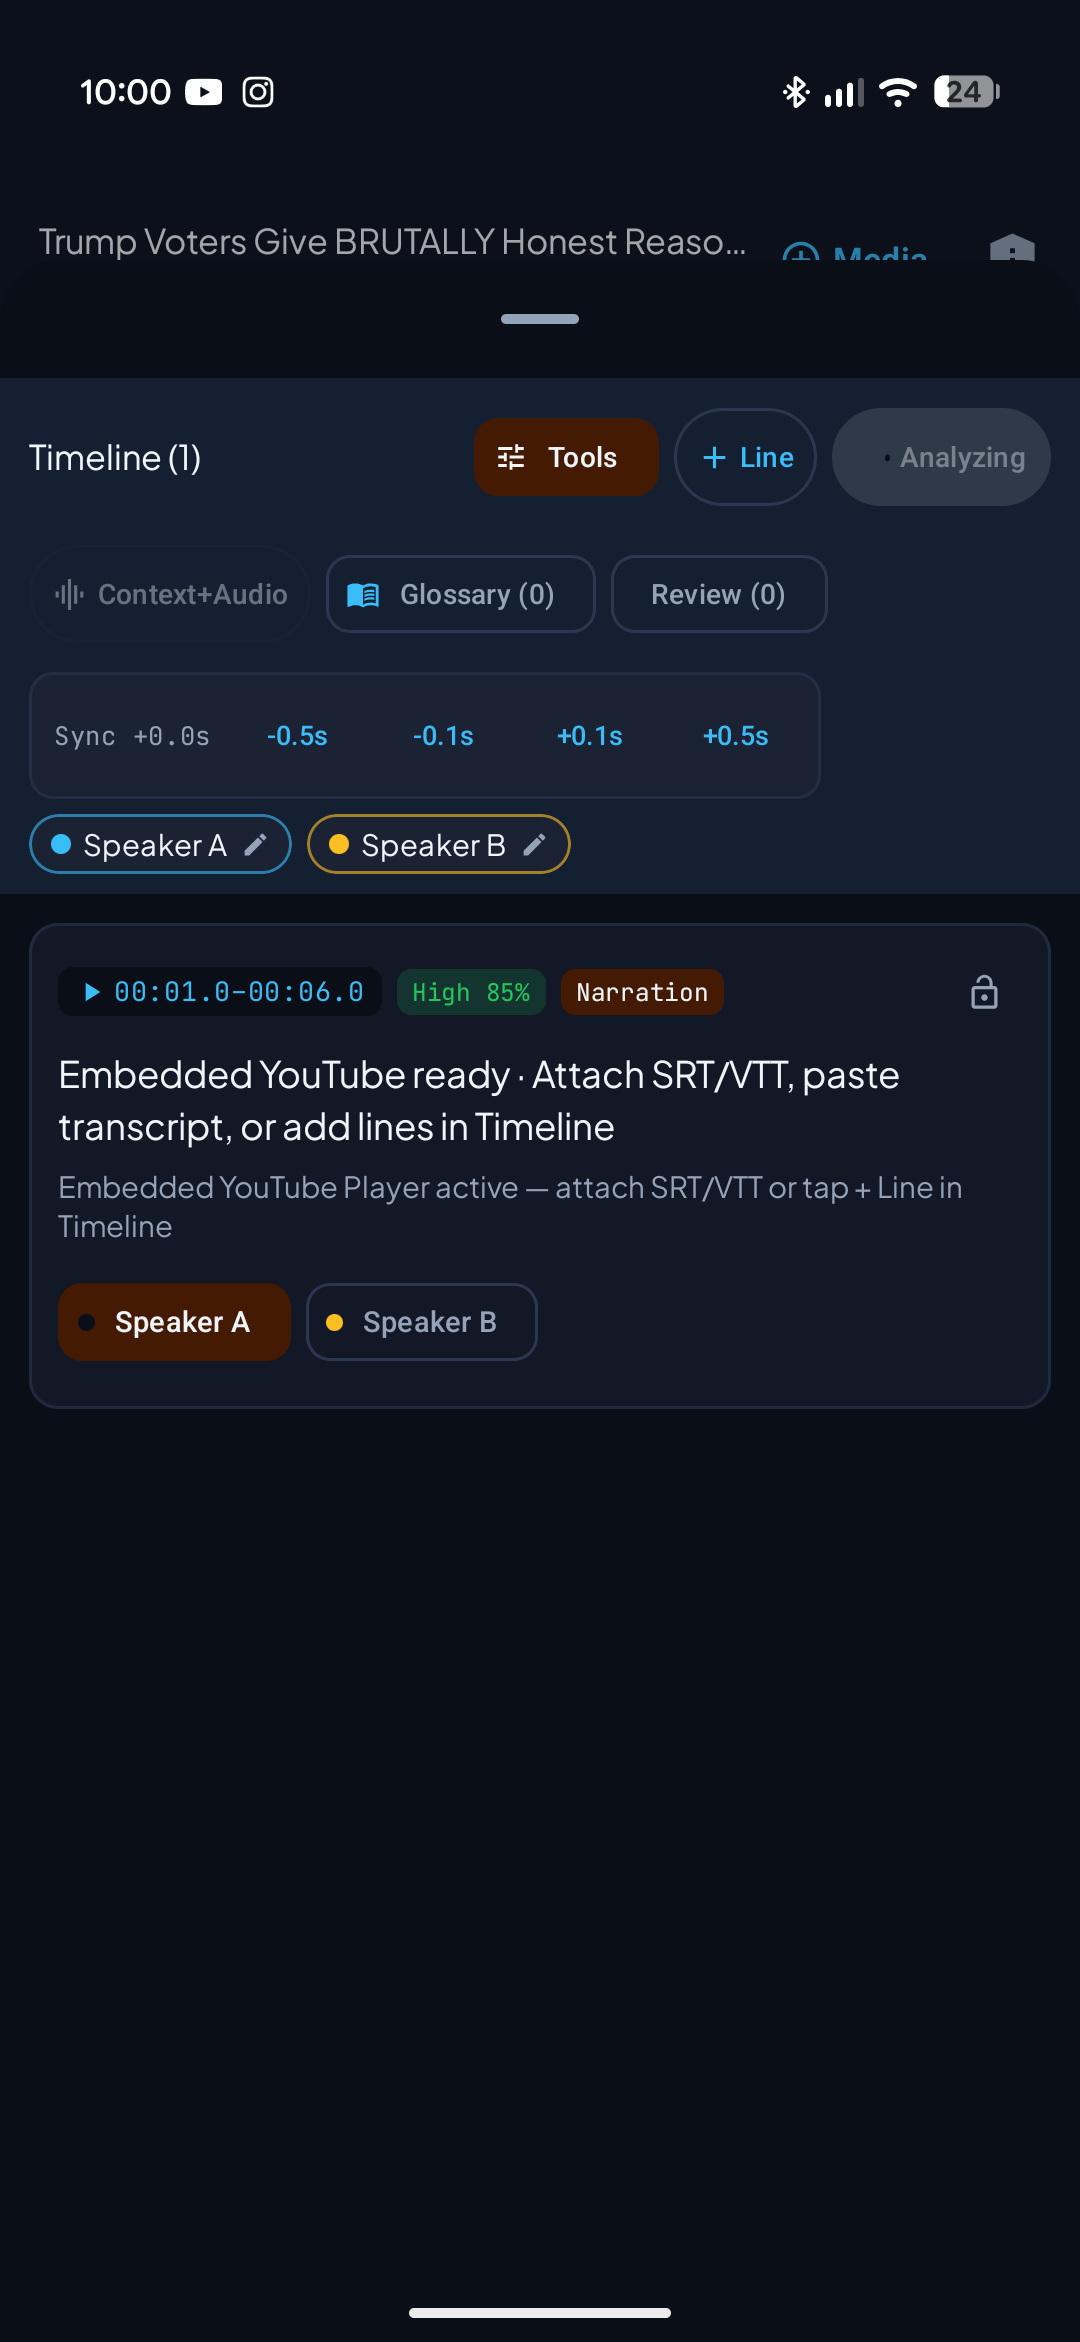 10:00
24
Trump Voters Give BRUTALLY Honest Reaso...
Media
Timeline (1)
Tools
+ Line
Analyzing
Context+Audio
Glossary (0)
Review (0)
Sync +0.0s
-0.5s
-0.1s
+0.1s
+0.5s
Speaker A
Speaker B
00:01.0–00:06.0
High 85%
Narration
Embedded YouTube ready · Attach SRT/VTT, paste
transcript, or add lines in Timeline
Embedded YouTube Player active — attach SRT/VTT or tap + Line in
Timeline
Speaker A
Speaker B